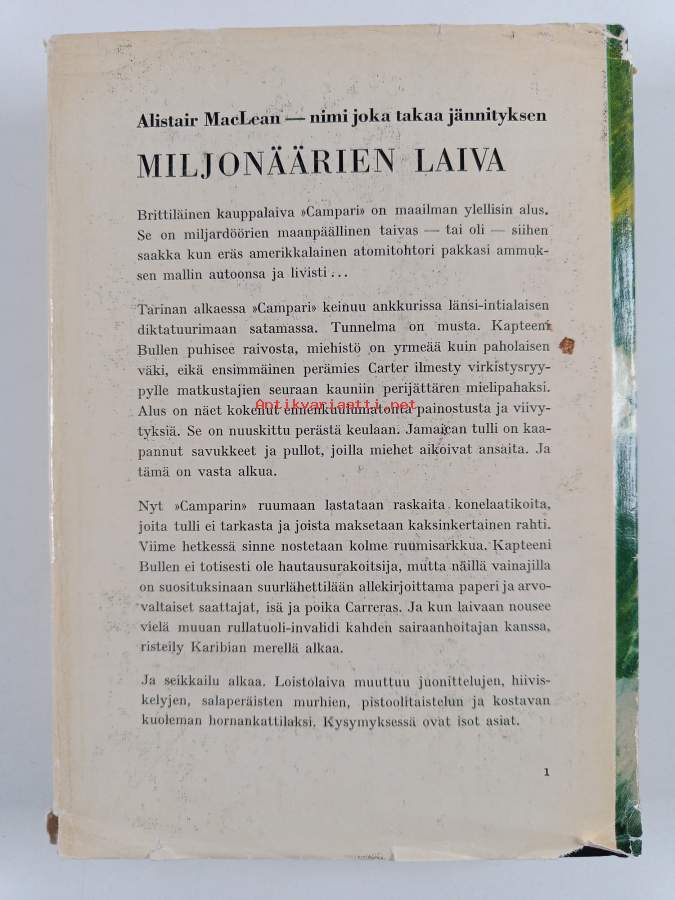 Alistair MacLean — nimi joka takaa jännityksen
MILJONÄÄRIEN LAIVA
Brittiläinen kauppalaiva »Campari» on maailman ylellisin alus.
Se on miljardöörien maanpäällinen taivas — tai oli — siihen
saakka kun eräs amerikkalainen atomitohtori pakkasi ammuk-
sen mallin autoonsa ja livisti...
Tarinan alkaessa »Campari» keinuu ankkurissa länsi-intialaisen
diktatuurimaan satamassa. Tunnelma on musta. Kapteeni
Bullen puhisee raivosta, miehistö on yrmeää kuin paholaisen
väki, eikä ensimmäinen perämies Carter ilmesty virkistysryy-
pylle matkustajien seuraan kauniin perijättären mielipahaksi.
Alus on näet kokenut ennenkuulumatonta painostusta ja viivy-
Antikvariaatti.net
tyksiä. Se on nuuskittu perästä keulaan. Jamaican tulli on kaa-
pannut savukkeet ja pullot, joilla miehet aikoivat ansaita. Ja
tämä on vasta alkua.
Nyt »Camparin» ruumaan lastataan raskaita konelaatikoita,
joita tulli ei tarkasta ja joista maksetaan kaksinkertainen rahti.
Viime hetkessä sinne nostetaan kolme ruumisarkkua. Kapteeni
Bullen ei totisesti ole hautausurakoitsija, mutta näillä vainajilla
on suosituksinaan suurlähettilään allekirjoittama paperi ja arvo-
valtaiset saattajat, isä ja poika Carreras. Ja kun laivaan nousee
vielä muuan rullatuoli-invalidi kahden sairaanhoitajan kanssa,
risteily Karibian merellä alkaa.
Ja seikkailu alkaa. Loistolaiva muuttuu juonittelujen, hiivis-
kelyjen, salaperäisten murhien, pistoolitaistelun ja kostavan
kuoleman hornankattilaksi. Kysymyksessä ovat isot asiat.
1